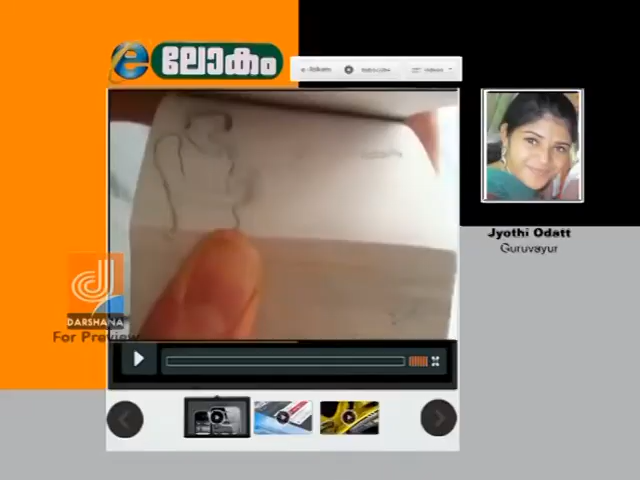 ലോകം
Jyothi Odatt
Guruvayur
DARSHANA
For Preview